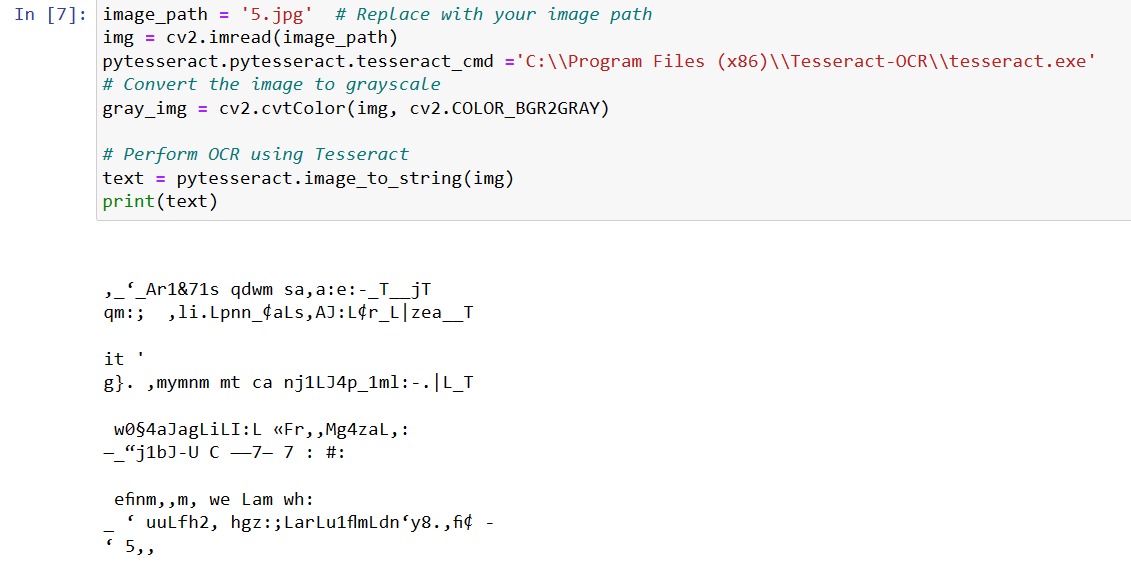 In [7]: image_path = '5.jpg'  # Replace with your image path
img = cv2.imread(image_path)
pytesseract.pytesseract.tesseract_cmd ='C:\\Program Files (x86)\\Tesseract-OCR\\tesseract.exe'
# Convert the image to grayscale
gray_img = cv2.cvtColor(img, cv2.COLOR_BGR2GRAY)
# Perform OCR using Tesseract
text = pytesseract.image_to_string(img)
print(text)
,_‘_Ar1&71s qdwm sa,a:e:-_T__jT
qm:;  ,li.Lpnn_¢aLs,AJ:L¢r_L|zea__T
it '
g}. ,mymnm mt ca nj1LJ4p_1ml:-.|L_T
w0§4aJagLiLI:L «Fr,,Mg4zaL,:
—_“j1bJ-U C ——7— 7 : #:
efinm,,m, we Lam wh:
_ ‘ uuLfh2, hgz:;LarLu1flmLdn‘y8.,fi¢ -
‘ 5,,